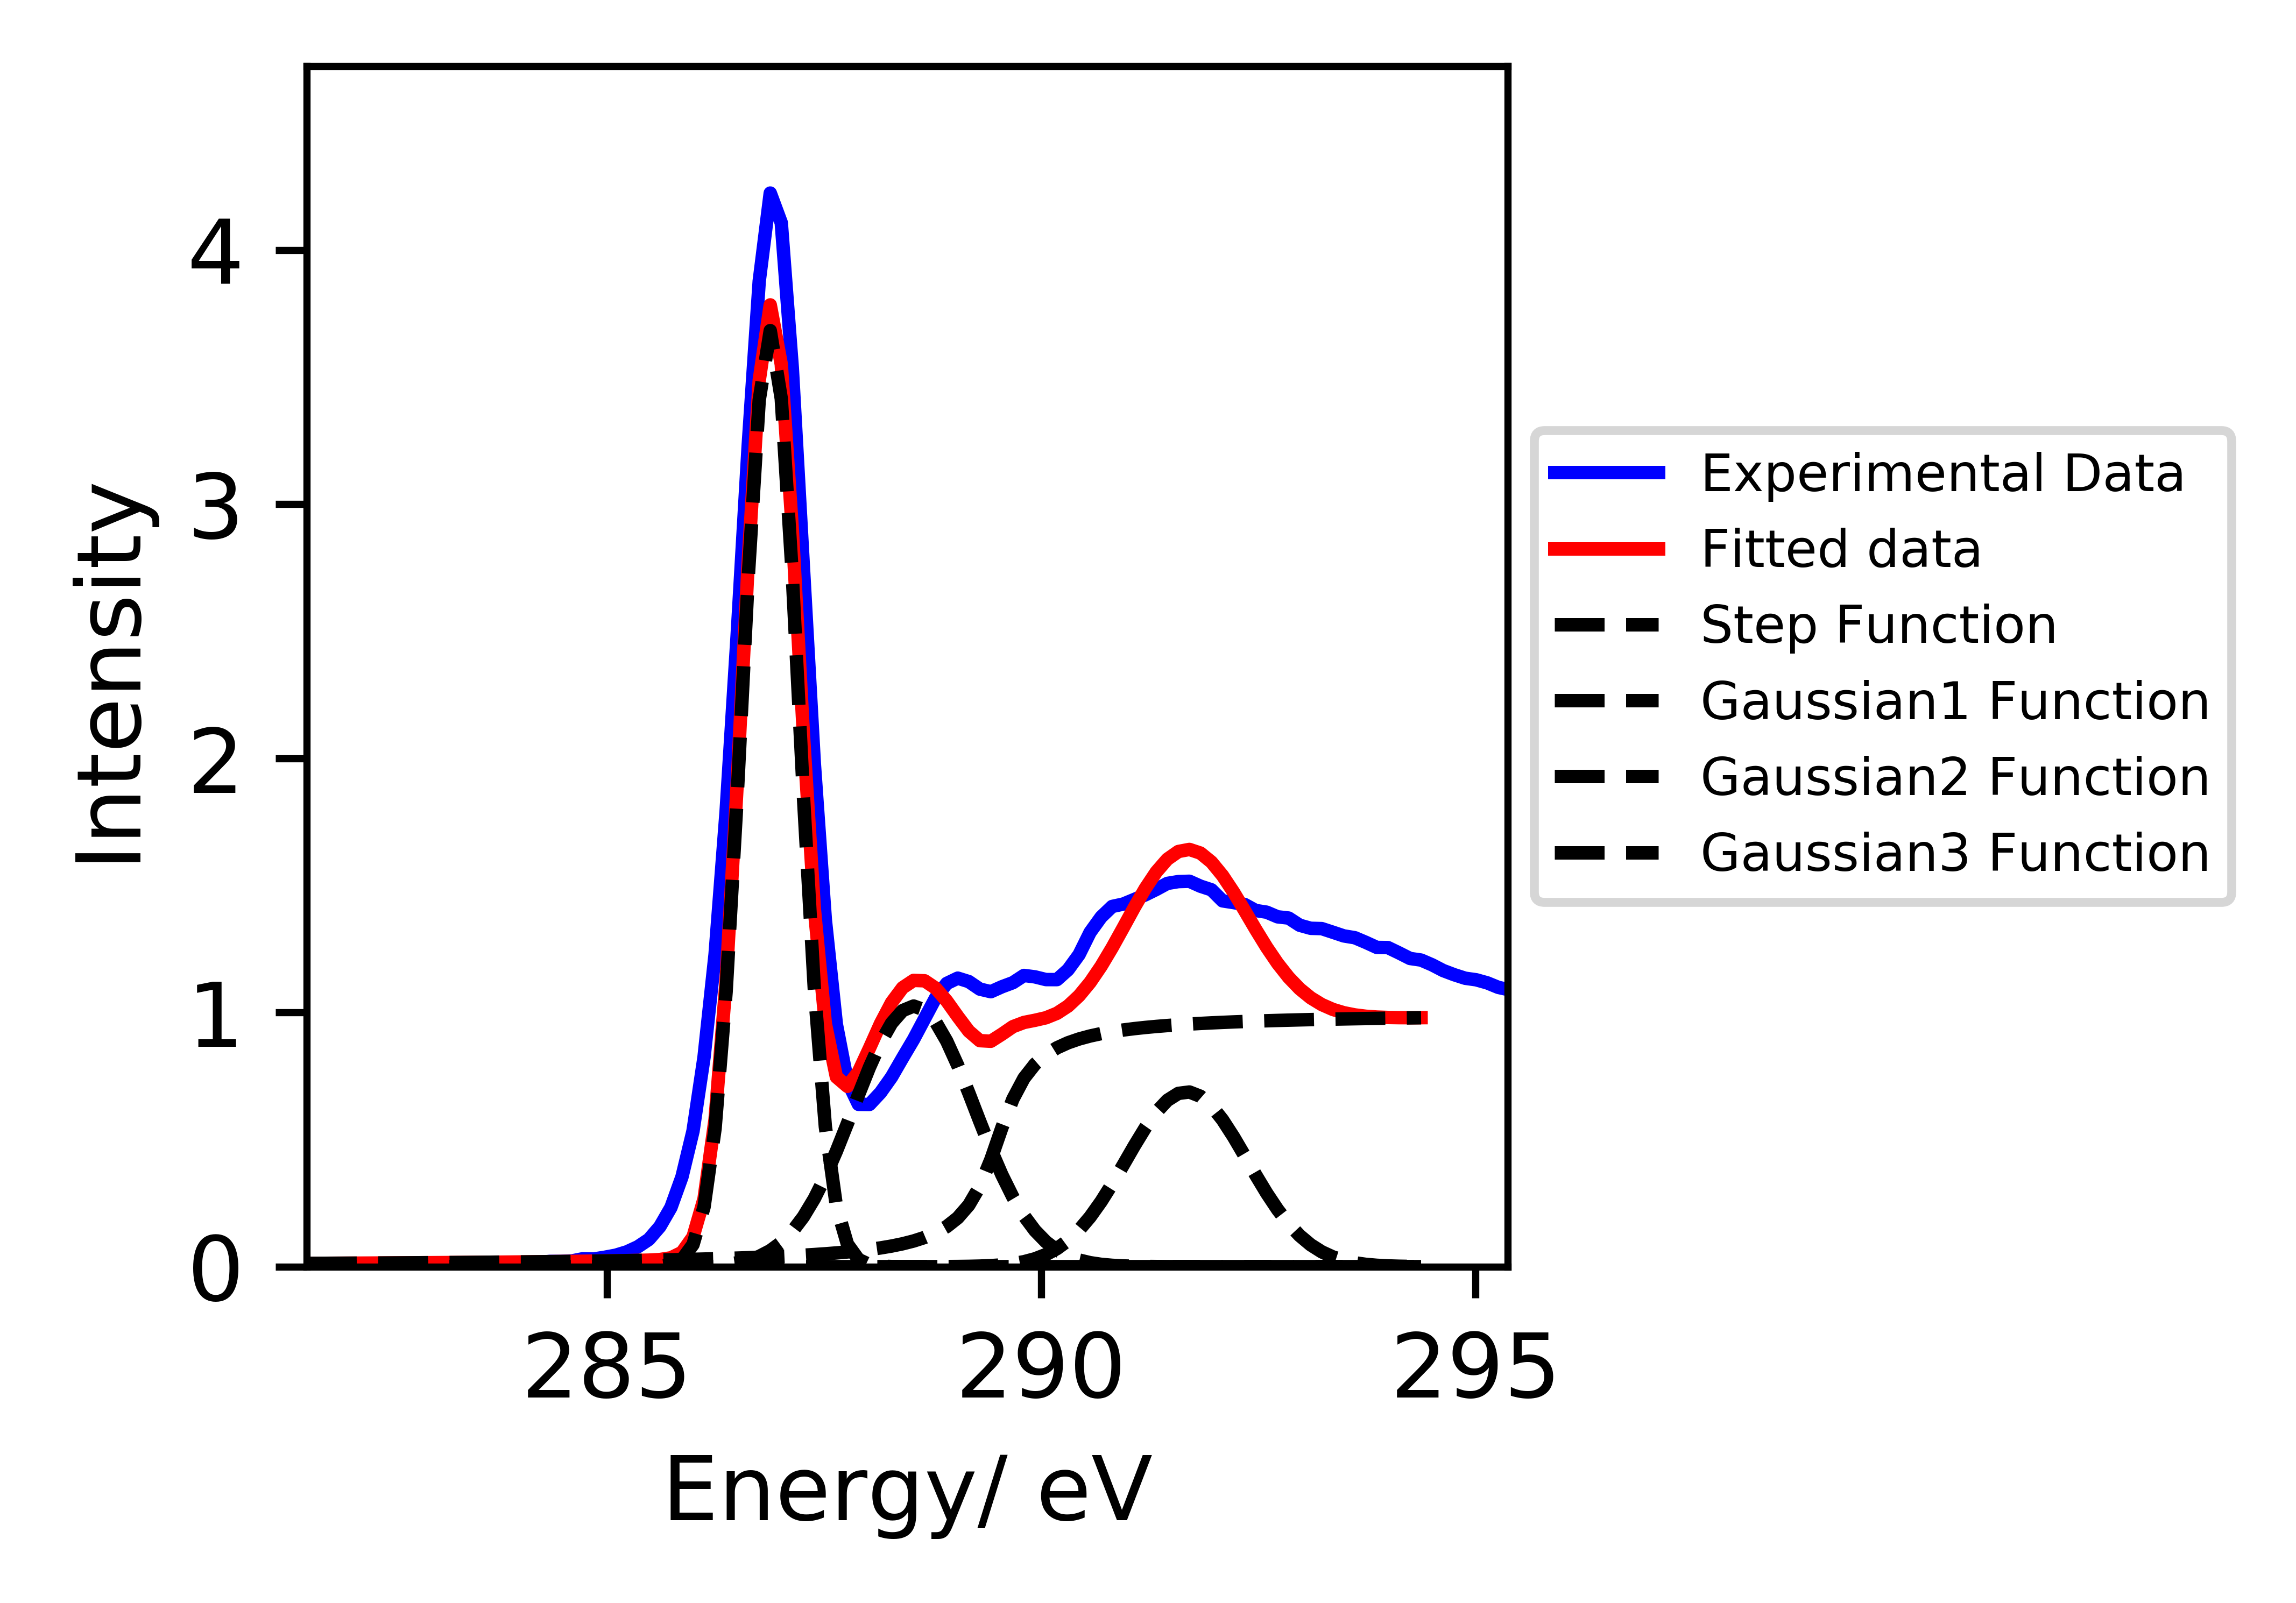 4
3
2
1
0
Intensity
285
290
295
Energy/ eV
Experimental Data
Fitted data
Step Function
Gaussian1 Function
Gaussian2 Function
Gaussian3 Function